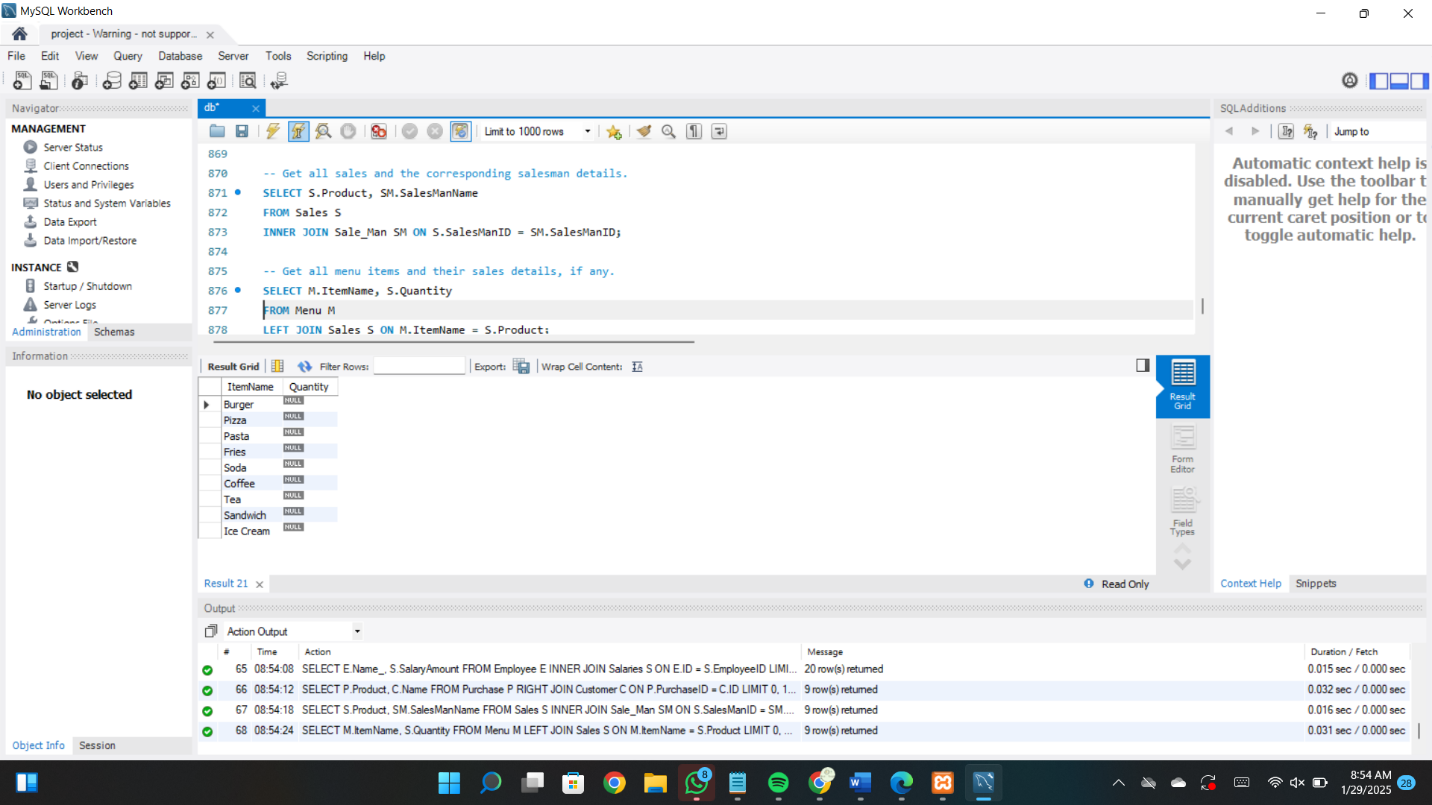 MySQL Workbench
project - Warning - not suppor...
File Edit View Query Database Server Tools Scripting Help
Navigator
MANAGEMENT
Server Status
Client Connections
Users and Privileges
Status and System Variables
Data Export
Data Import/Restore
INSTANCE
Startup / Shutdown
Server Logs
Options File
Administration Schemas
Information
No object selected
Object Info Session
db*
Limit to 1000 rows
869
870 -- Get all sales and the corresponding salesman details.
871 SELECT S.Product, SM.SalesManName
872 FROM Sales S
873 INNER JOIN Sale_Man SM ON S.SalesManID = SM.SalesManID;
874
875 -- Get all menu items and their sales details, if any.
876 SELECT M.ItemName, S.Quantity
877 FROM Menu M
878 LEFT JOIN Sales S ON M.ItemName = S.Product;
Result Grid Filter Rows: Export: Wrap Cell Content:
ItemName Quantity
Burger NULL
Pizza NULL
Pasta NULL
Fries NULL
Soda NULL
Coffee NULL
Tea NULL
Sandwich NULL
Ice Cream NULL
Result Grid
Form Editor
Field Types
Result 21
Read Only
SQLAdditions
Jump to
Automatic context help is
disabled. Use the toolbar t
manually get help for the
current caret position or to
toggle automatic help.
Context Help Snippets
Output
Action Output
# Time Action Message Duration / Fetch
65 08:54:08 SELECT E.Name_, S.SalaryAmount FROM Employee E INNER JOIN Salaries S ON E.ID = S.EmployeeID LIMI... 20 row(s) returned 0.015 sec / 0.000 sec
66 08:54:12 SELECT P.Product, C.Name FROM Purchase P RIGHT JOIN Customer C ON P.PurchaseID = C.ID LIMIT 0, 1... 9 row(s) returned 0.032 sec / 0.000 sec
67 08:54:18 SELECT S.Product, SM.SalesManName FROM Sales S INNER JOIN Sale_Man SM ON S.SalesManID = SM.... 9 row(s) returned 0.016 sec / 0.000 sec
68 08:54:24 SELECT M.ItemName, S.Quantity FROM Menu M LEFT JOIN Sales S ON M.ItemName = S.Product LIMIT 0, ... 9 row(s) returned 0.031 sec / 0.000 sec
8
8:54 AM
1/29/2025
28